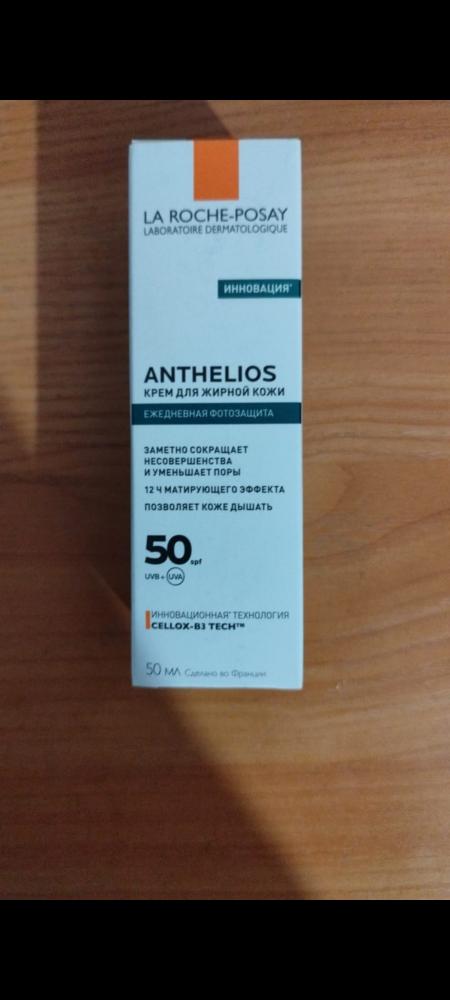 LA ROCHE-POSAY
LABORATOIRE DERMATOLOGIQUE
ИННОВАЦИЯ*
ANTHELIOS
КРЕМ ДЛЯ ЖИРНОЙ КОЖИ
ЕЖЕДНЕВНАЯ ФОТОЗАЩИТА
ЗАМЕТНО СОКРАЩАЕТ
НЕСОВЕРШЕНСТВА
И УМЕНЬШАЕТ ПОРЫ
12 Ч МАТИРУЮЩЕГО ЭФФЕКТА
ПОЗВОЛЯЕТ КОЖЕ ДЫШАТЬ
50 spf
UVB + UVA
ИННОВАЦИОННАЯ* ТЕХНОЛОГИЯ
CELLOX-B3 TECH™
50 МЛ Сделано во Франции